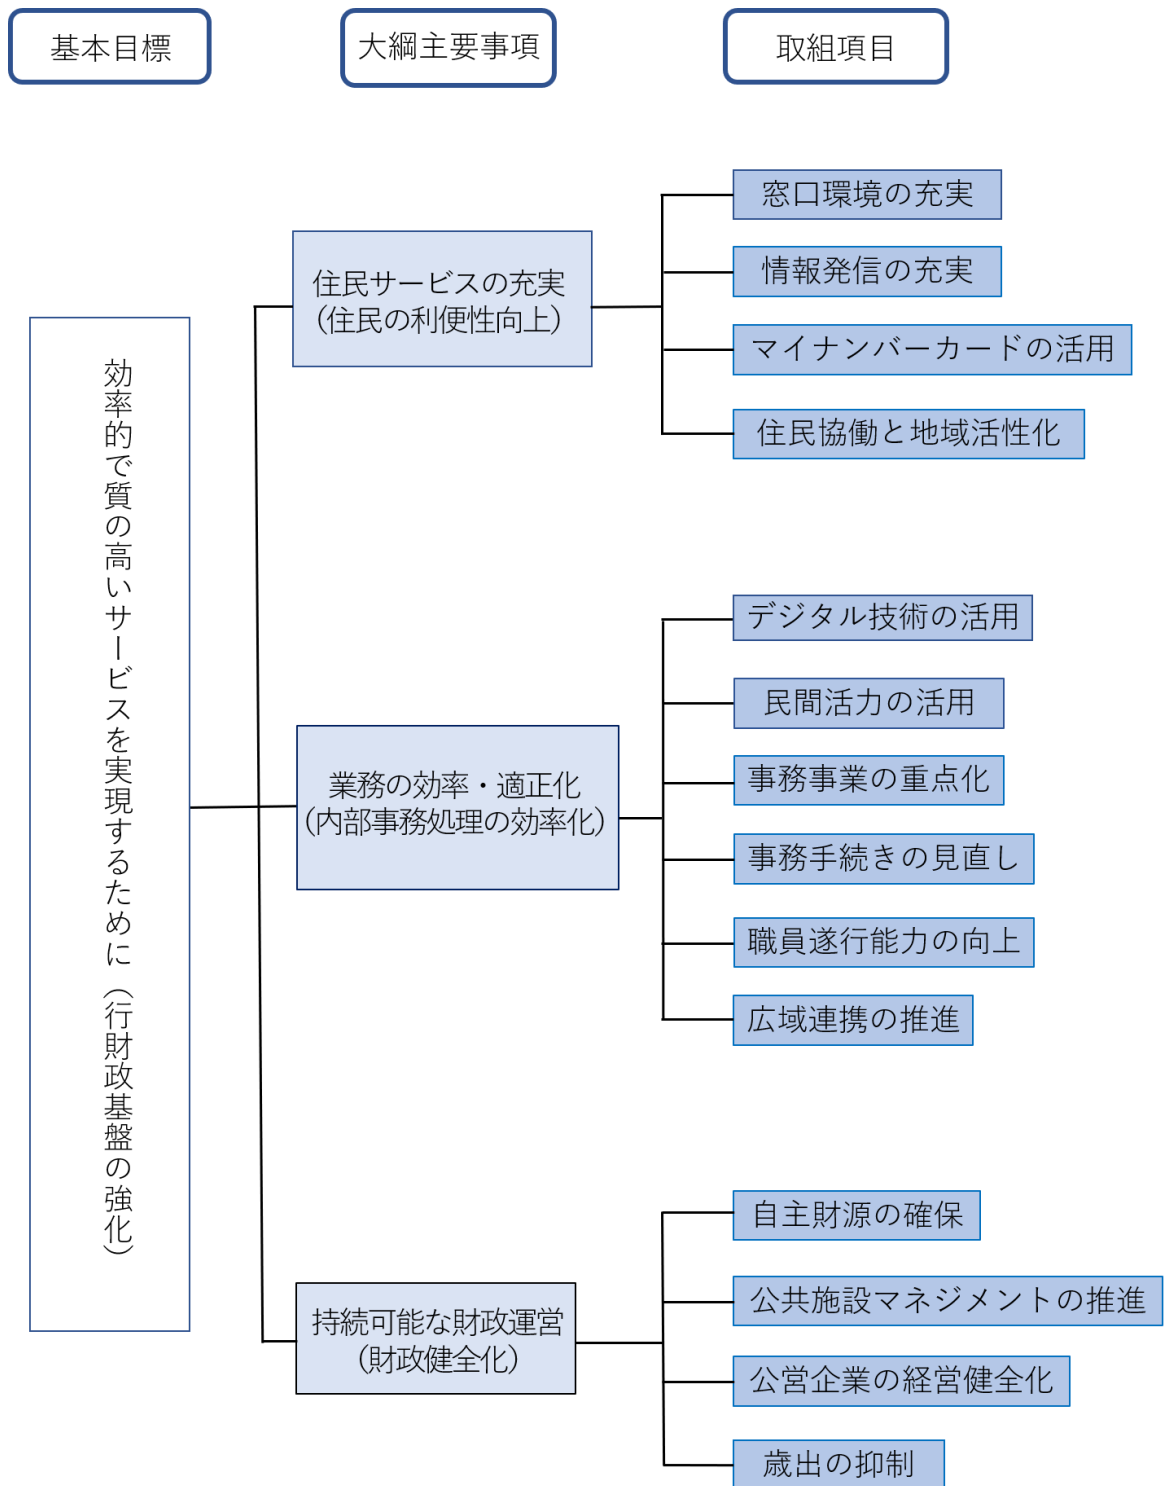 基本目標
大綱主要事項
取組項目
効率的で質の高いサービスを実現するために（行財政基盤の強化）
住民サービスの充実
（住民の利便性向上）
窓口環境の充実
情報発信の充実
マイナンバーカードの活用
住民協働と地域活性化
業務の効率・適正化
（内部事務処理の効率化）
デジタル技術の活用
民間活力の活用
事務事業の重点化
事務手続きの見直し
職員遂行能力の向上
広域連携の推進
持続可能な財政運営
（財政健全化）
自主財源の確保
公共施設マネジメントの推進
公営企業の経営健全化
歳出の抑制